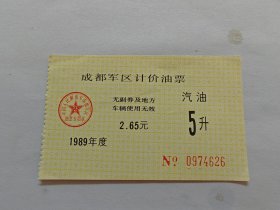 成都军区计价油票
无副券及地方
车辆使用无效
汽油
2.65元
5升
1989年度
№ 0974626